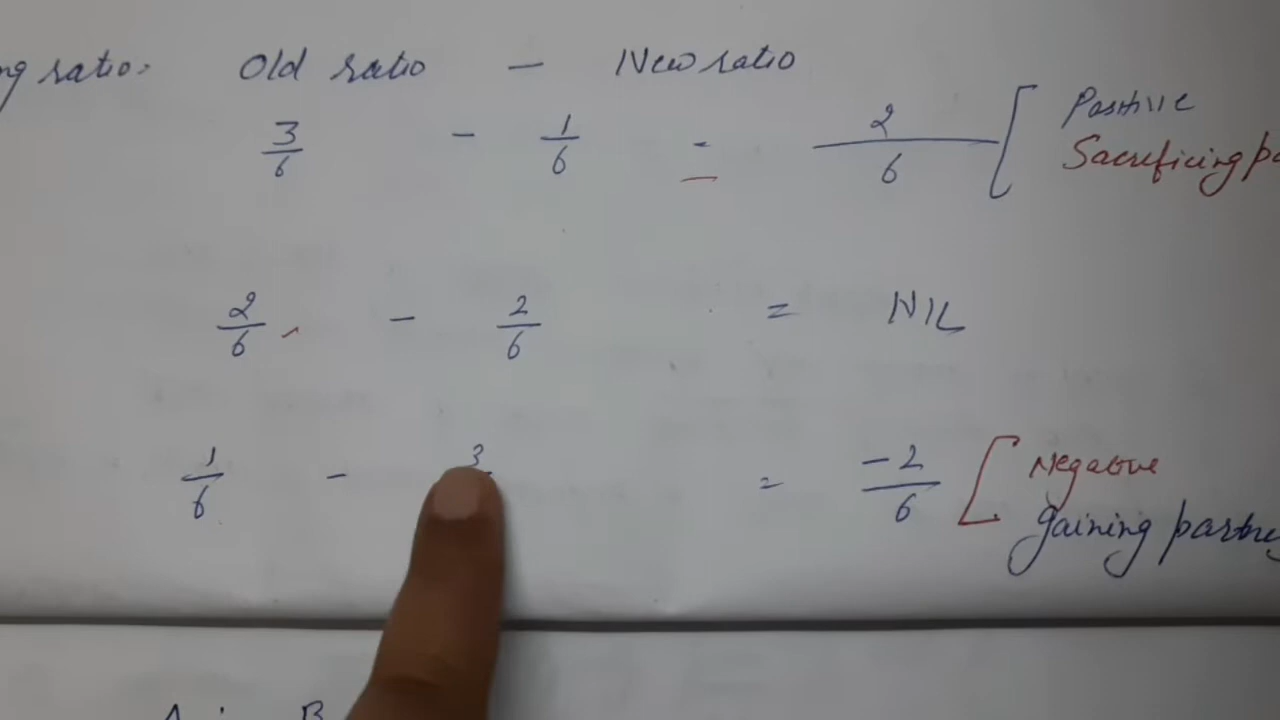 ng ratio. Old ratio – New ratio
3/6 – 1/6 = 2/6 [ Positive
Sacreficing pa
2/6 – 2/6 = NIL
1/6 – 3 = -2/6 [ Negative
gaining partne
A B